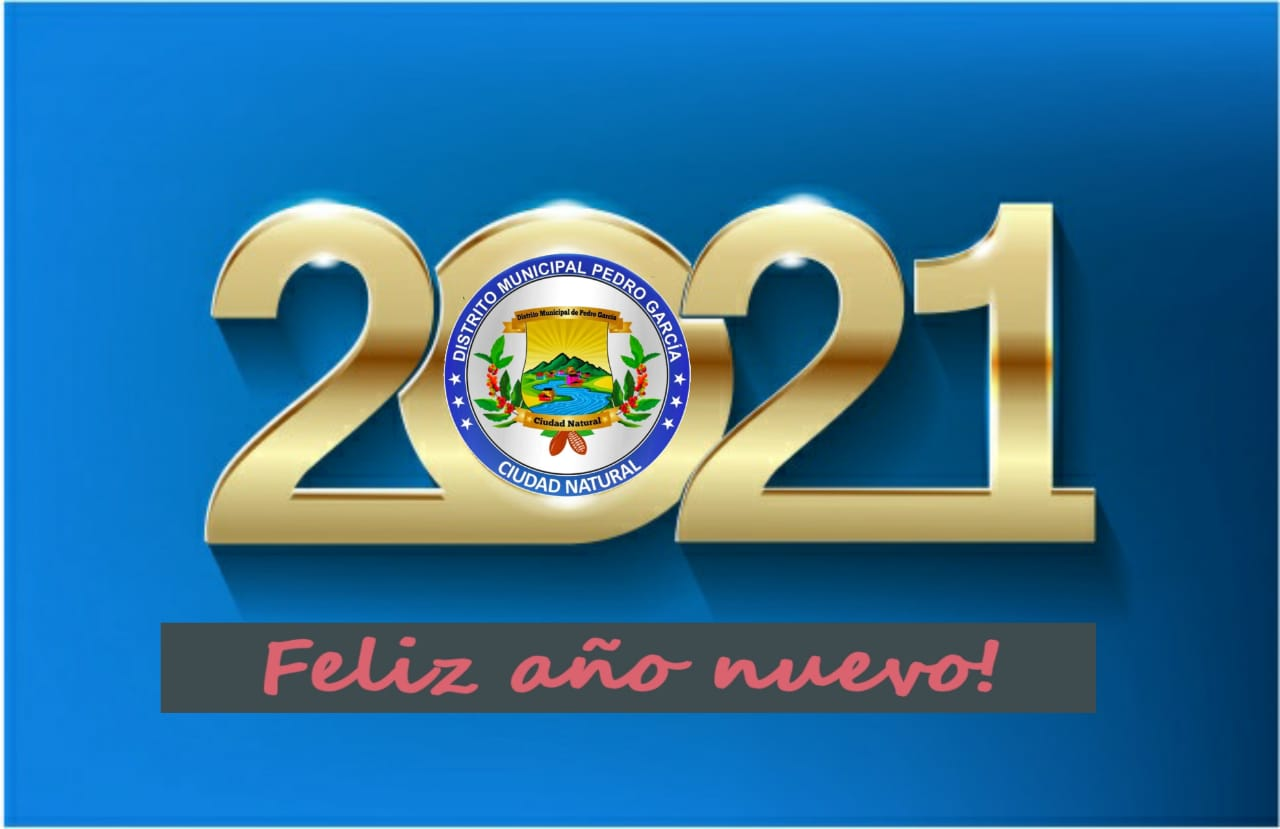 2021
DISTRITO MUNICIPAL PEDRO GARCÍA
Distrito Municipal de Pedro García
Ciudad Natural
CIUDAD NATURAL
Feliz año nuevo!